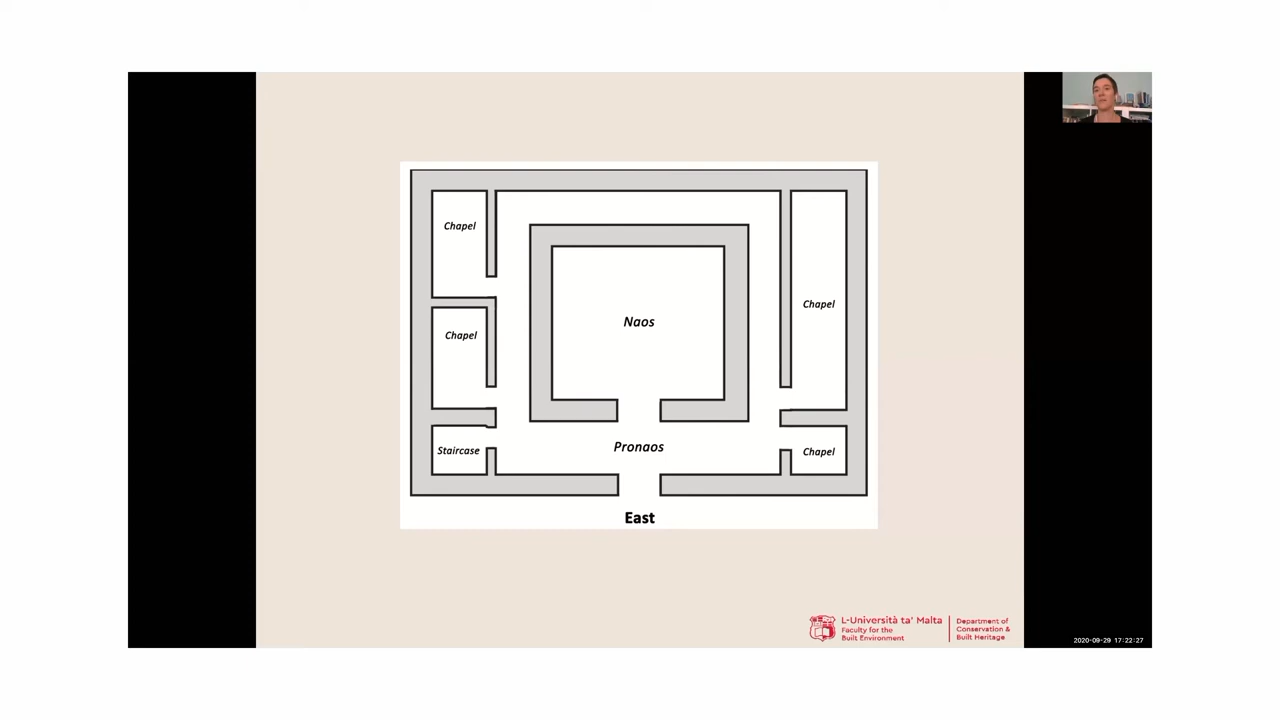 Chapel
Chapel
Chapel
Naos
Pronaos
Staircase
Chapel
East
L-Università ta' Malta
Faculty for the
Built Environment
Department of
Conservation &
Built Heritage
2020-09-29 17:22:27